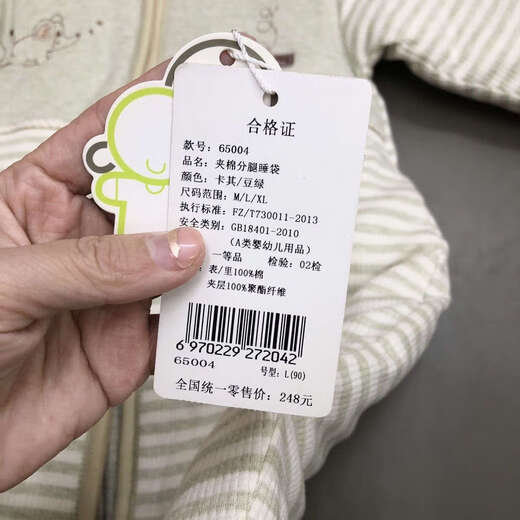 合格证
款号：65004
品名：夹棉分腿睡袋
颜色：卡其/豆绿
尺码范围：M/L/XL
执行标准：FZ/T730011-2013
安全类别：GB18401-2010
（A类婴幼儿用品）
一等品 检验：02检
：表/里100%棉
夹层100%聚酯纤维
6 970229 272042
65004 号型：L(90)
全国统一零售价：248元